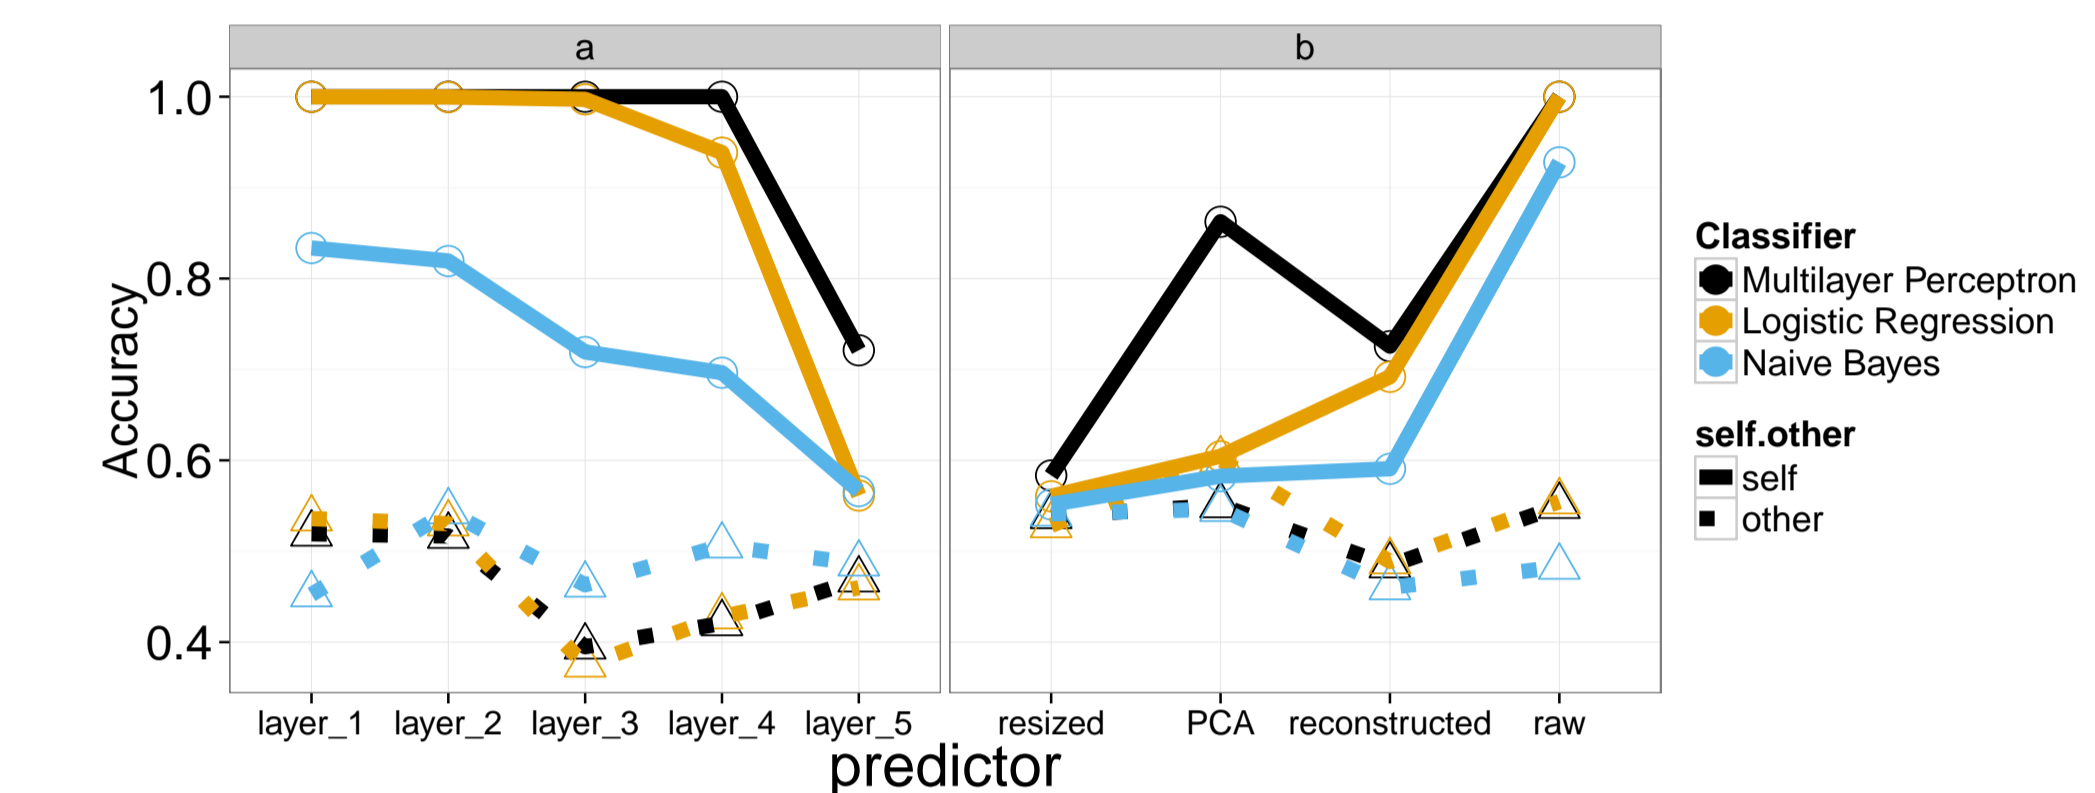 a
b
1.0
0.8
0.6
0.4
Accuracy
layer_1 layer_2 layer_3 layer_4 layer_5
resized PCA reconstructed raw
predictor
Classifier
Multilayer Perceptron
Logistic Regression
Naive Bayes
self.other
self
other